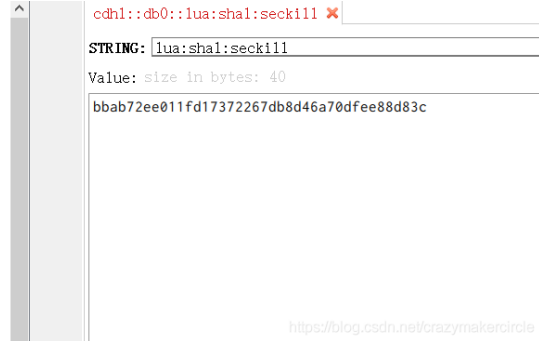 cdh1::db0::lua:sha1:seckill
STRING: lua:sha1:seckill
Value: size in bytes: 40
bbab72ee011fd17372267db8d46a70dfee88d83c
https://blog.csdn.net/crazymakercircle